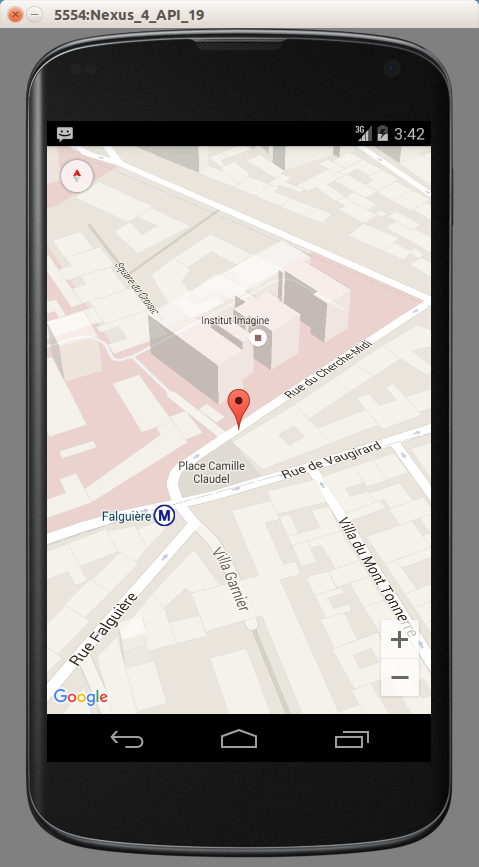 5554:Nexus_4_API_19
3G
3:42
Square du Croisic
Institut Imagine
Rue du Cherche-Midi
Place Camille
Claudel
Rue de Vaugirard
Falguière
M
Villa Garnier
Villa du Mont Tonnerre
Rue Falguière
Google